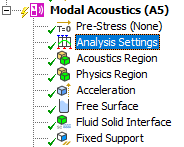 Modal Acoustics (A5)
T=0 Pre-Stress (None)
Analysis Settings
Acoustics Region
Physics Region
Acceleration
Free Surface
Fluid Solid Interface
Fixed Support